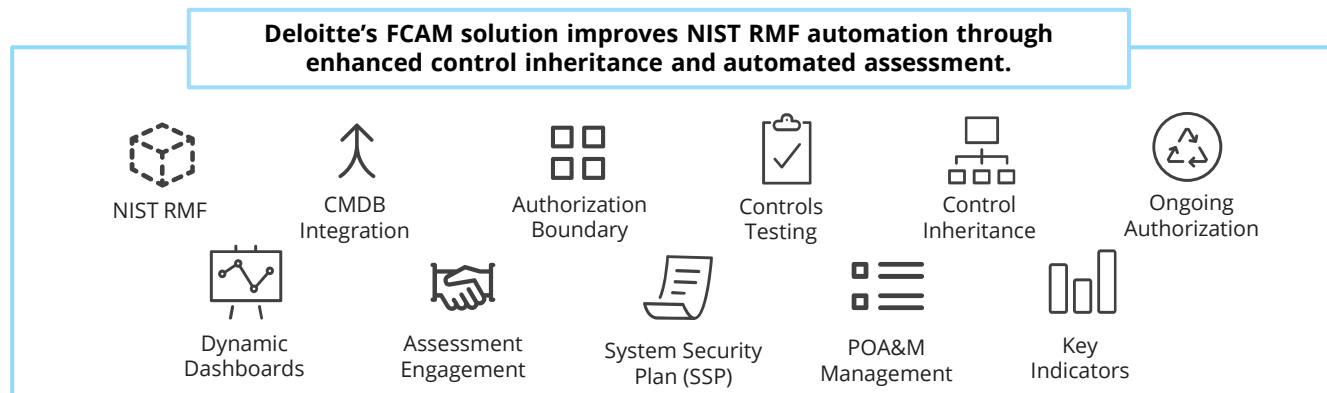 Deloitte’s FCAM solution improves NIST RMF automation through
enhanced control inheritance and automated assessment.
NIST RMF
CMDB
Integration
Authorization
Boundary
Controls
Testing
Control
Inheritance
Ongoing
Authorization
Dynamic
Dashboards
Assessment
Engagement
System Security
Plan (SSP)
POA&M
Management
Key
Indicators